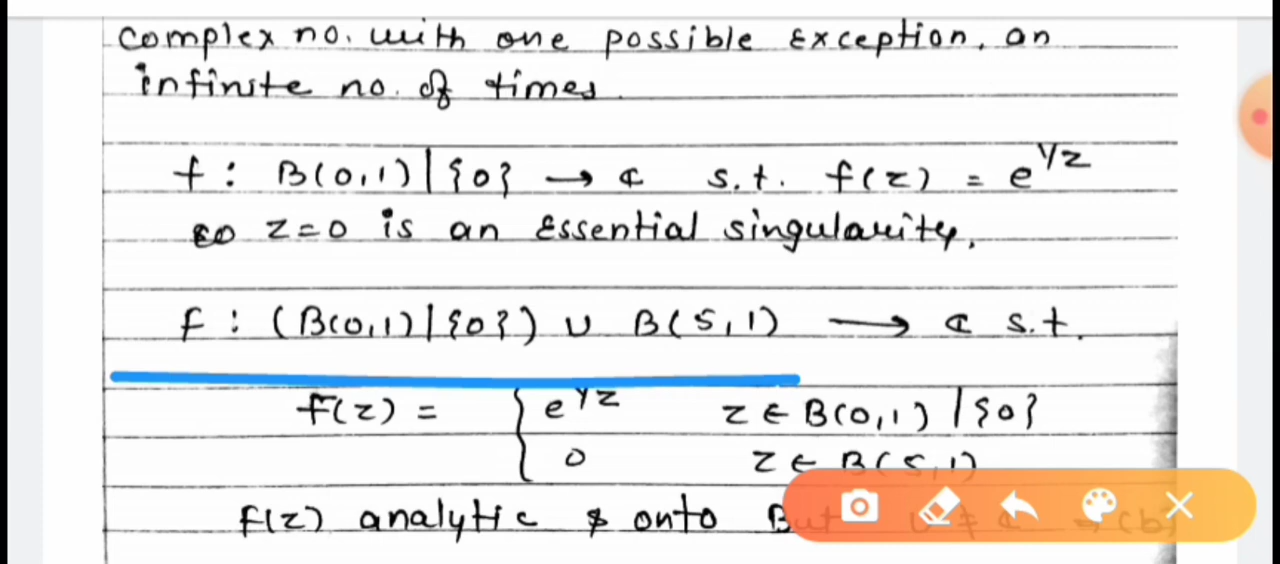 complex no. with one possible exception, an
infinite no. of times.
f : B(0,1) | {0} → ℂ s.t. f(z) = e^{1/z}
so z=0 is an essential singularity.
f : (B(0,1) | {0}) ∪ B(5,1) → ℂ s.t.
f(z) = { e^{1/z} z ∈ B(0,1) | {0}
0 z ∈ B(5,1)
f(z) analytic & onto But U ≠ ℂ → (b)